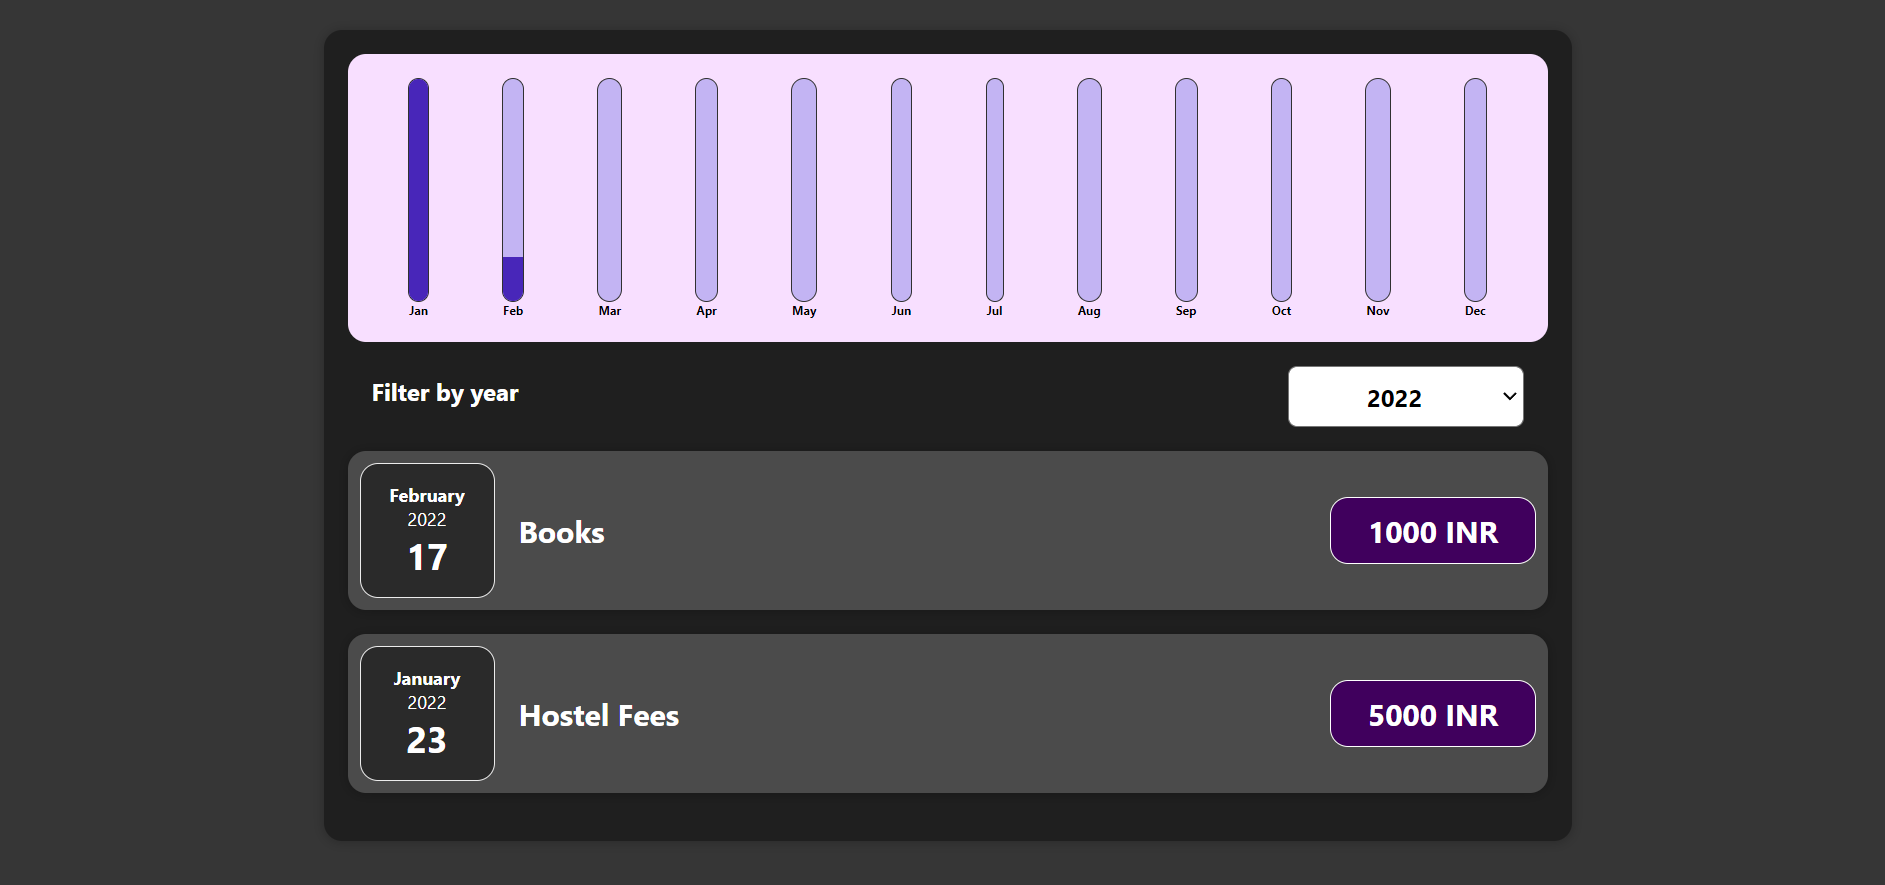 Jan Feb Mar Apr May Jun Jul Aug Sep Oct Nov Dec
Filter by year
2022
February
2022
17
Books
1000 INR
January
2022
23
Hostel Fees
5000 INR